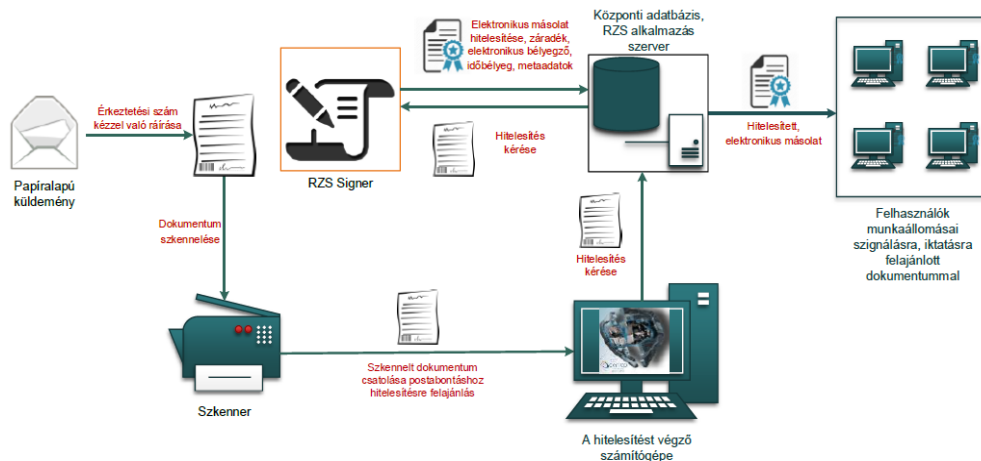 Elektronikus másolat
hitelesítése, záradék,
elektronikus bélyegző,
időbélyeg, metaadatok
Központi adatbázis,
RZS alkalmazás
szerver
Érkeztetési szám
kézzel való ráírása
Papíralapú
küldemény
RZS Signer
Hitelesítés
kérése
Hitelesített,
elektronikus másolat
Felhasználók
munkaállomásai
szignálásra, iktatásra
felajánlott
dokumentummal
Dokumentum
szkennelése
Hitelesítés
kérése
Szkennelt dokumentum
csatolása postabontáshoz
hitelesítésre felajánlás
Szkenner
A hitelesítést végző
számítógépe